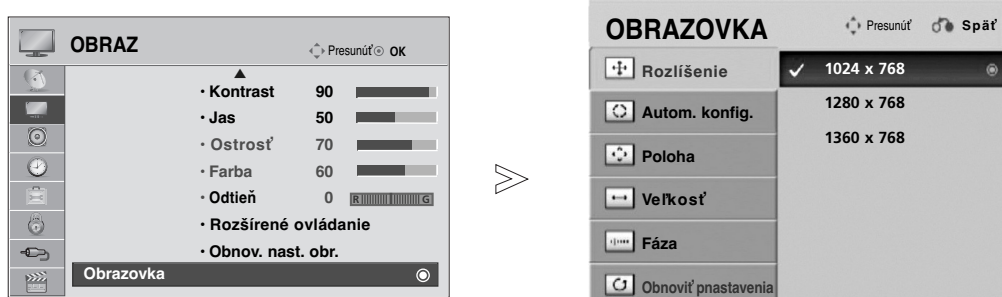 OBRAZ
Presunúť OK
· Kontrast 90
· Jas 50
· Ostrosť 70
· Farba 60
· Odtieň 0 R G
· Rozšírené ovládanie
· Obnov. nast. obr.
Obrazovka
OBRAZOVKA
Presunúť Späť
Rozlíšenie
Autom. konfig.
Poloha
Veľkosť
Fáza
Obnoviť pnastavenia
1024 x 768
1280 x 768
1360 x 768